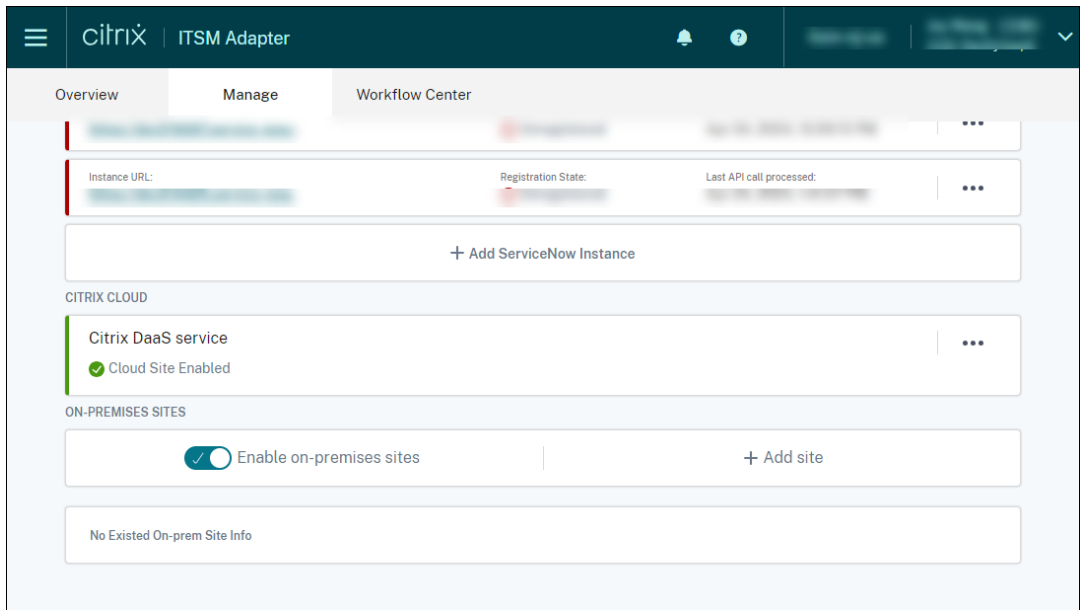 citrix ITSM Adapter
Overview Manage Workflow Center
Instance URL: Registration State: Last API call processed:
+ Add ServiceNow Instance
CITRIX CLOUD
Citrix DaaS service
Cloud Site Enabled
ON-PREMISES SITES
Enable on-premises sites + Add site
No Existed On-prem Site Info